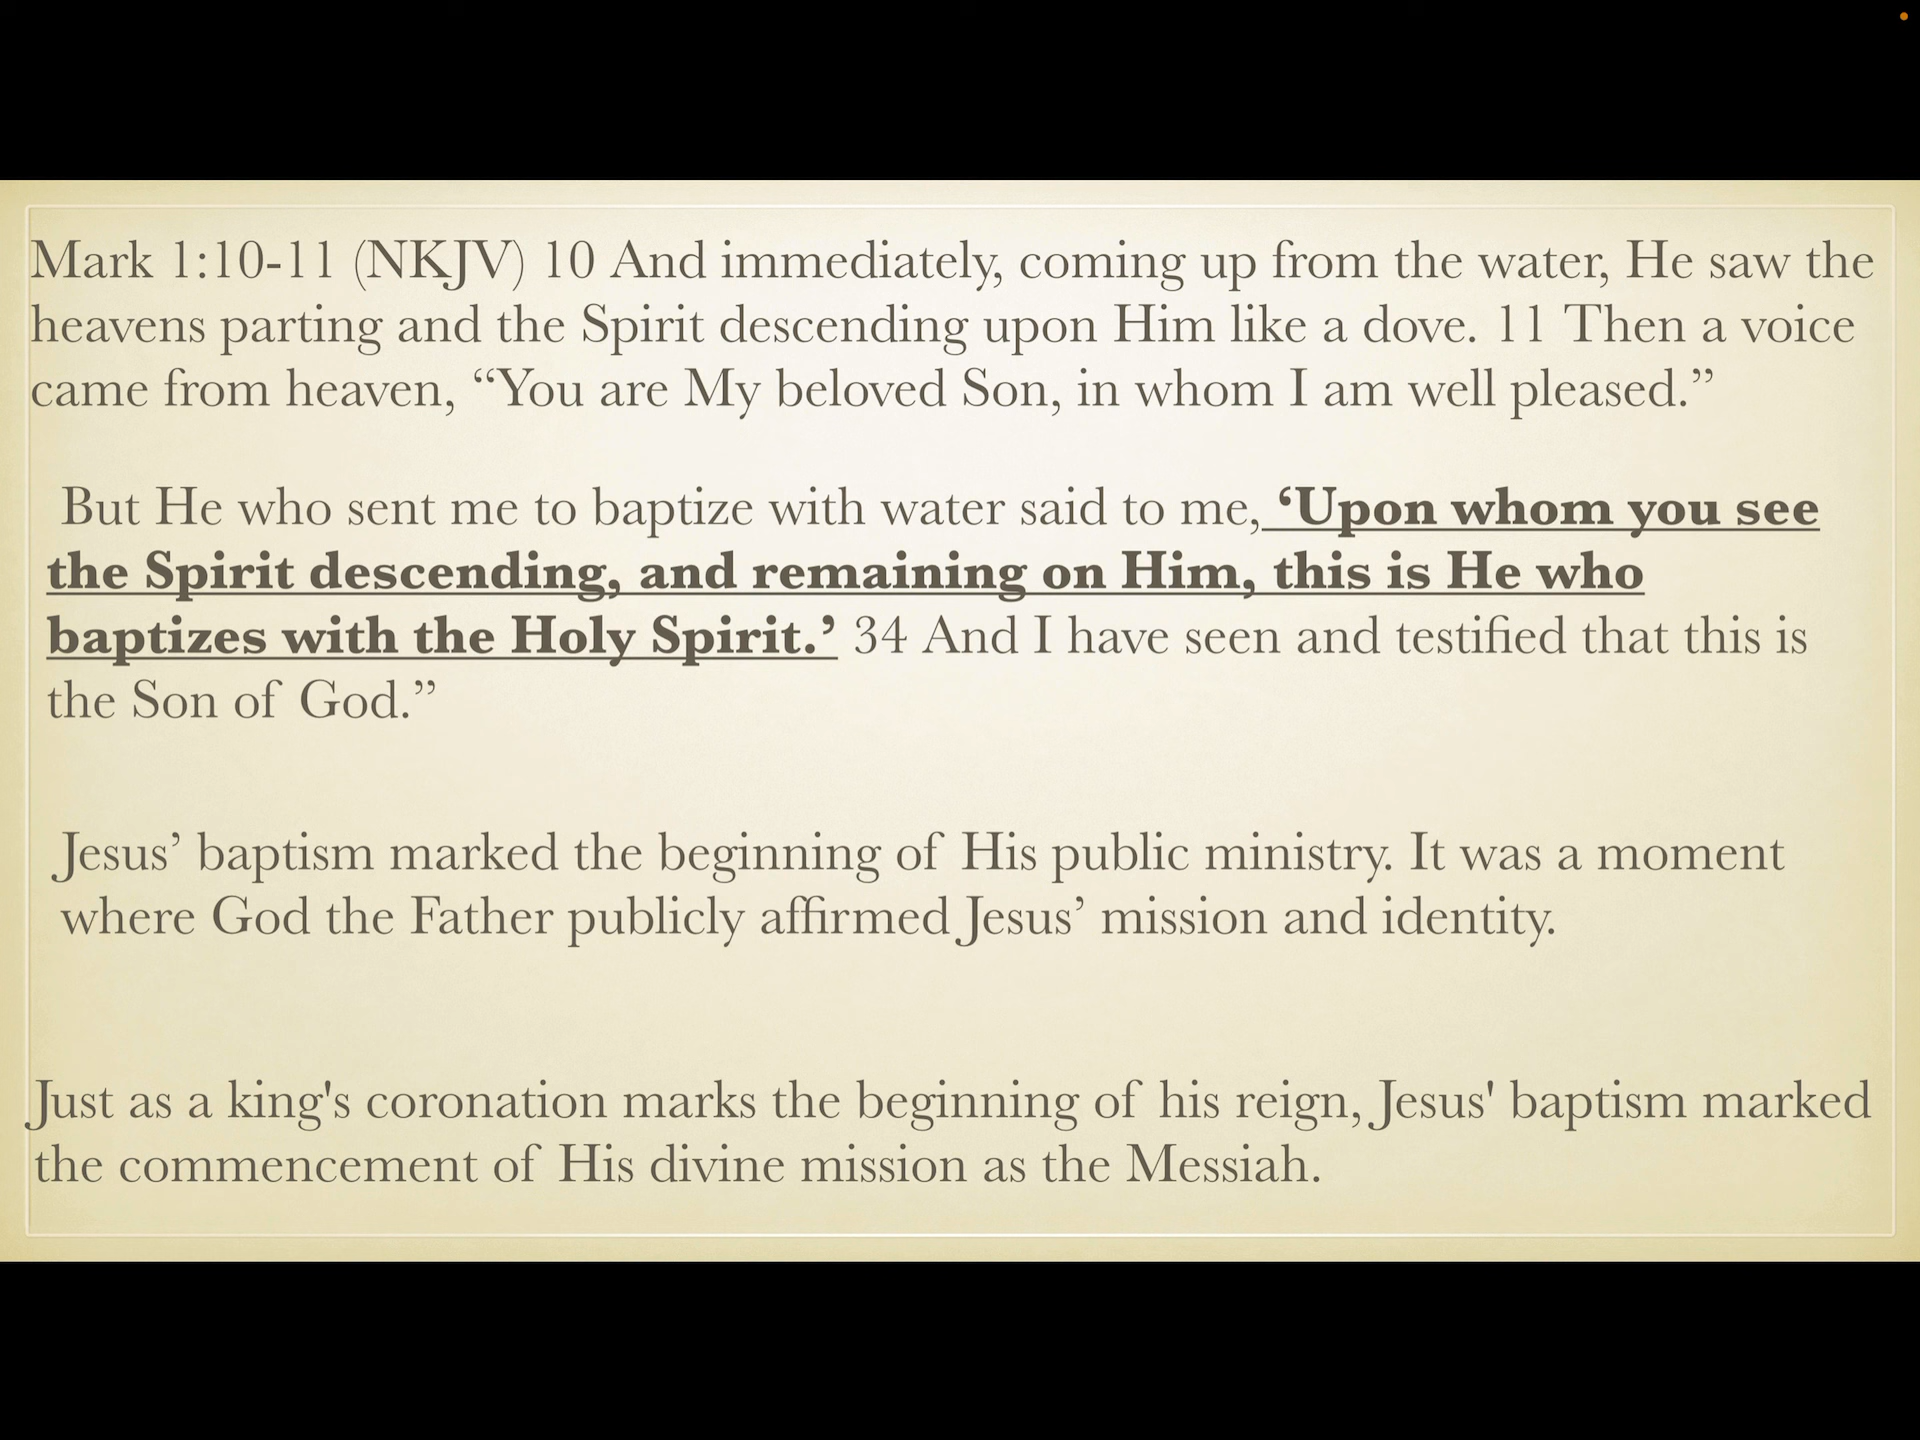 Mark 1:10-11 (NKJV) 10 And immediately, coming up from the water, He saw the
heavens parting and the Spirit descending upon Him like a dove. 11 Then a voice
came from heaven, “You are My beloved Son, in whom I am well pleased.”
But He who sent me to baptize with water said to me, ‘Upon whom you see
the Spirit descending, and remaining on Him, this is He who
baptizes with the Holy Spirit.’ 34 And I have seen and testified that this is
the Son of God.”
Jesus’ baptism marked the beginning of His public ministry. It was a moment
where God the Father publicly affirmed Jesus’ mission and identity.
Just as a king's coronation marks the beginning of his reign, Jesus' baptism marked
the commencement of His divine mission as the Messiah.